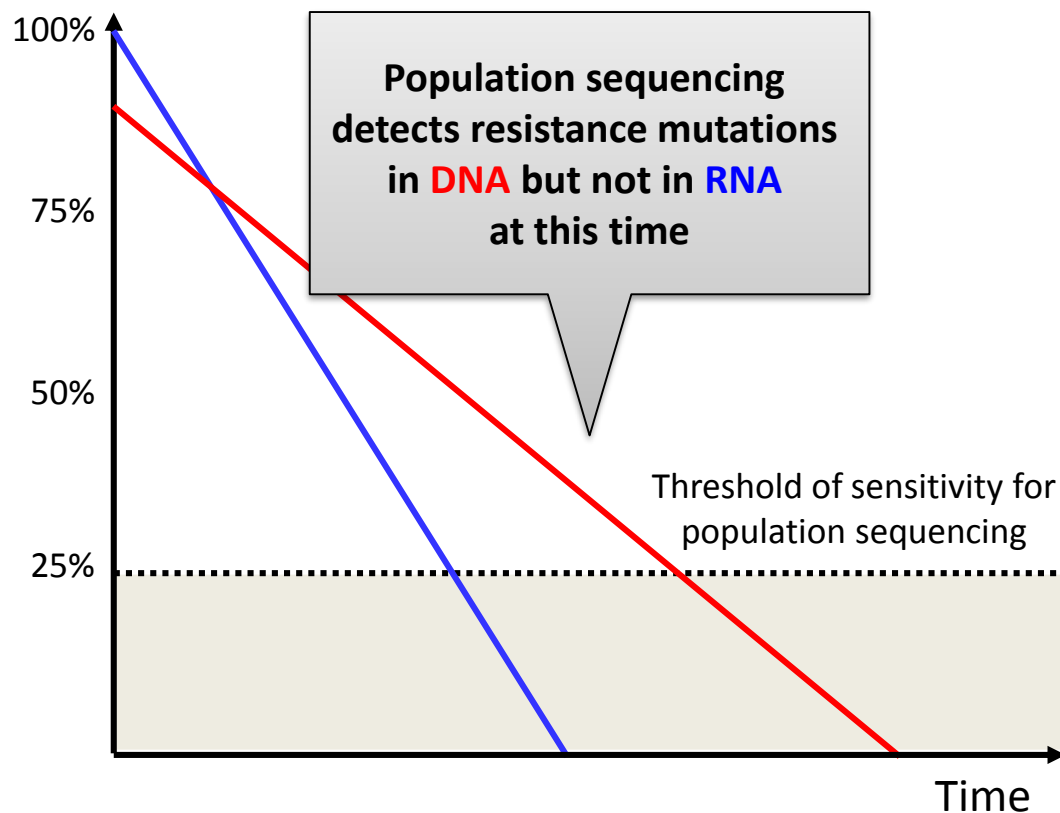 100%
Population sequencing
detects resistance mutations
in DNA but not in RNA
at this time
75%
50%
Threshold of sensitivity for
population sequencing
25%
Time